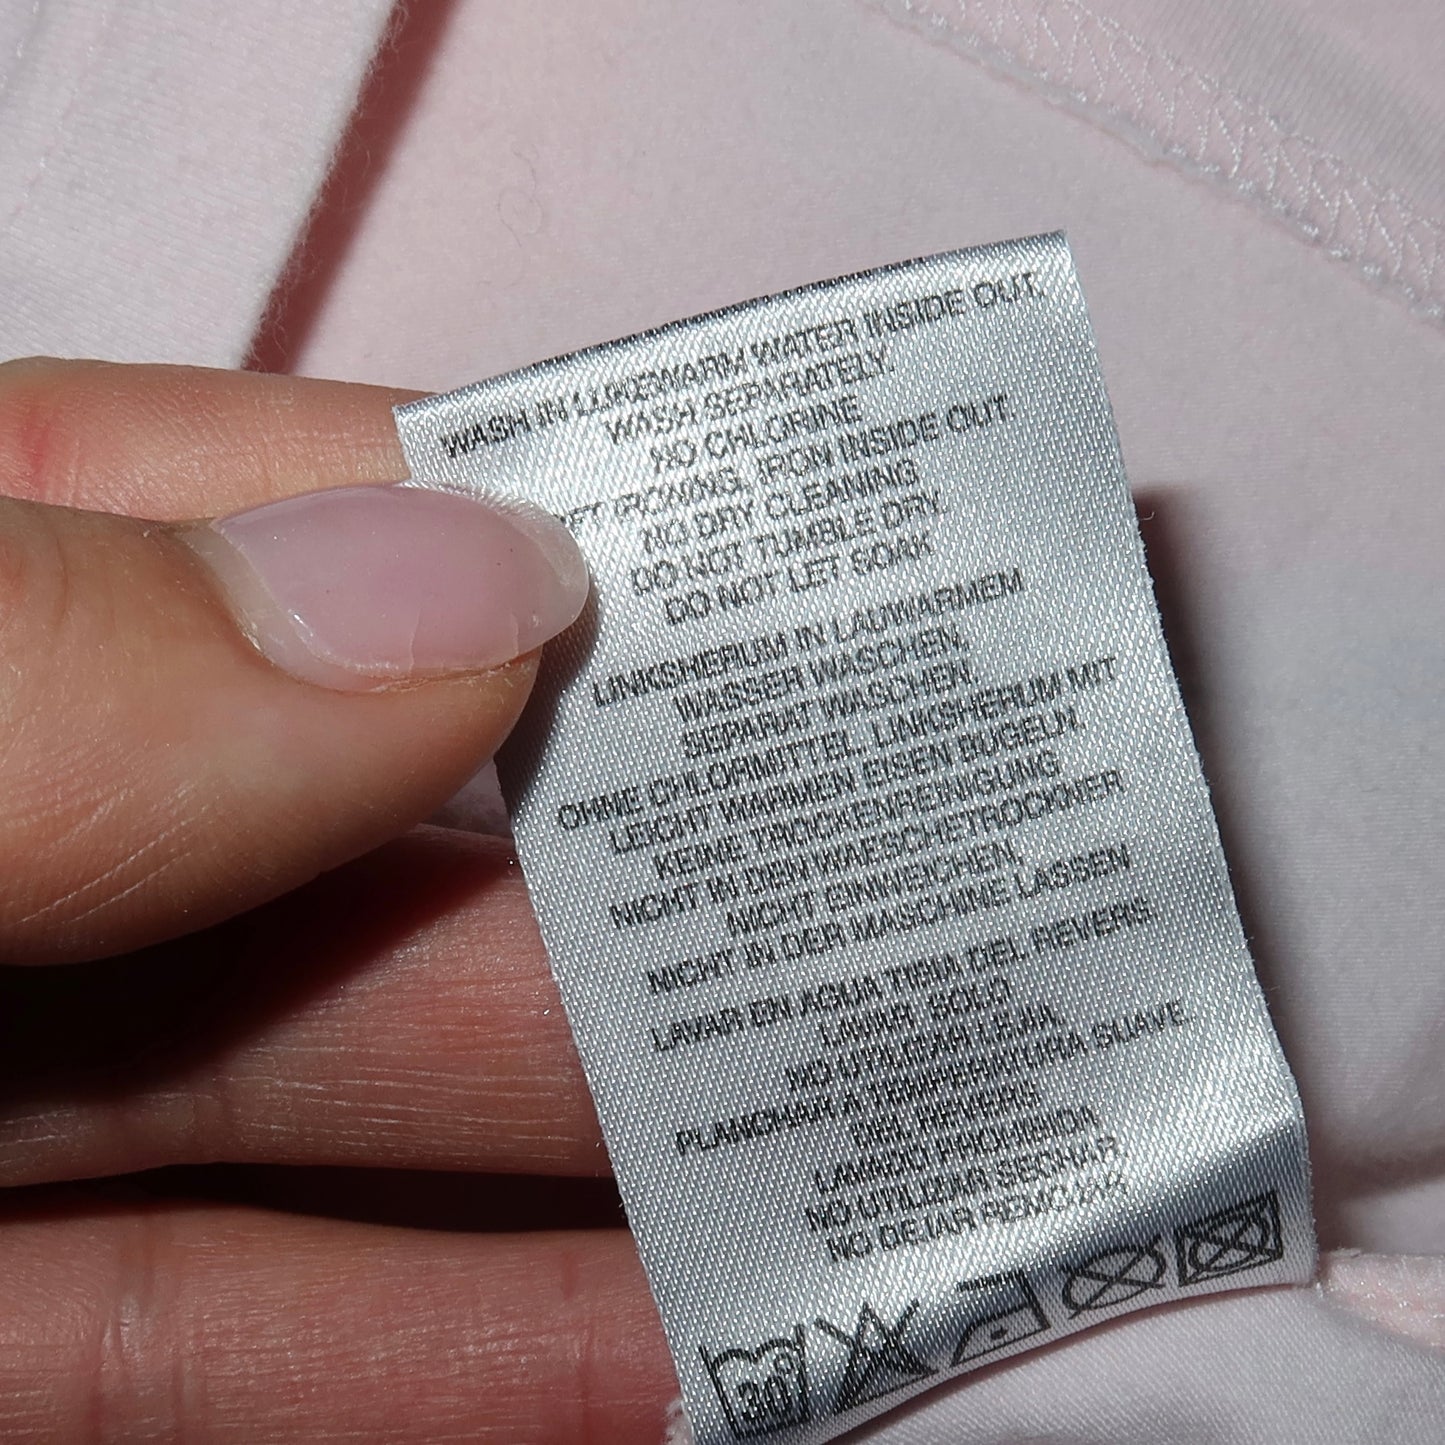 WASH IN LUKEWARM WATER INSIDE OUT.
WASH SEPARATELY.
NO CHLORINE
FT IRONING, IRON INSIDE OUT.
NO DRY CLEANING
DO NOT TUMBLE DRY
DO NOT LET SOAK
LINKSHERUM IN LAUWARMEM
WASSER WASCHEN.
SEPARAT WASCHEN.
OHNE CHLORMITTEL. LINKSHERUM MIT
LEICHT WARMEN EISEN BÜGELN.
KEINE TROCKENREINIGUNG
NICHT IN DEN WAESCHETROCKNER
NICHT EINWEICHEN.
NICHT IN DER MASCHINE LASSEN
LAVAR EN AGUA TIBIA DEL REVERS
LAVAR SOLO
NO UTILIZAR LEJIA.
PLANCHAR A TEMPERATURA SUAVE
DEL REVERS
LAVADO PROHIBIDA
NO UTILIZAR SECHAR.
NO DEJAR REMOJAR
30°